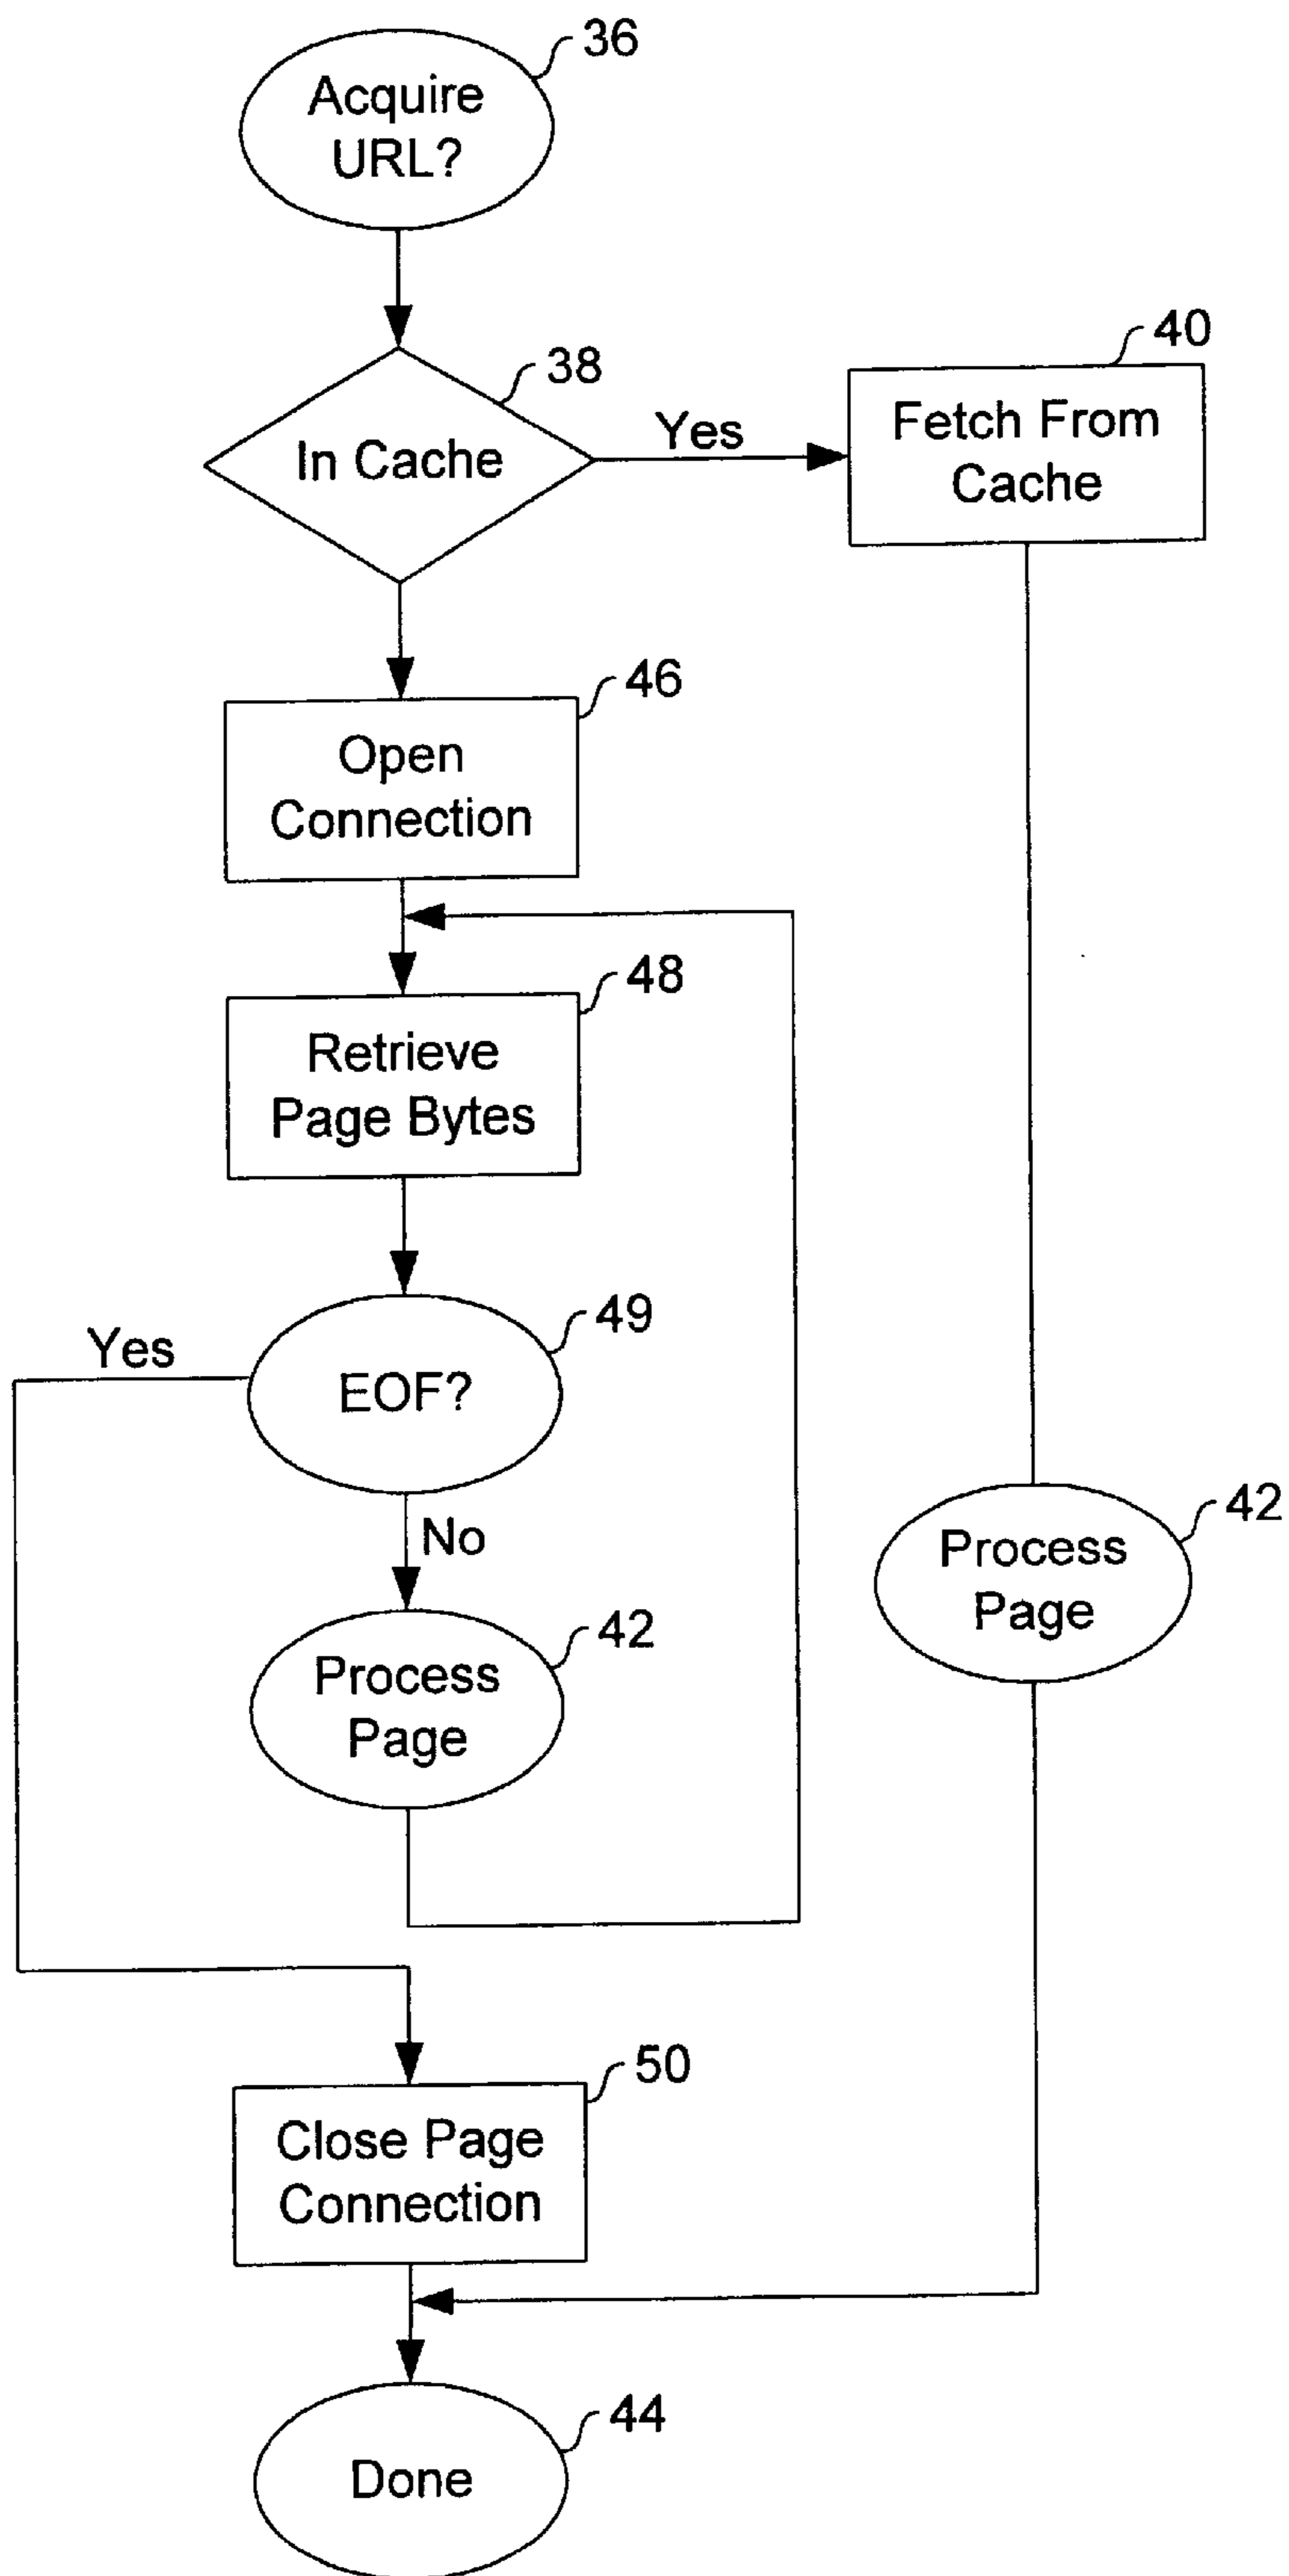 36
Acquire
URL?
38
In Cache
Yes
40
Fetch From
Cache
46
Open
Connection
48
Retrieve
Page Bytes
49
Yes
EOF?
No
42
Process
Page
42
Process
Page
50
Close Page
Connection
44
Done